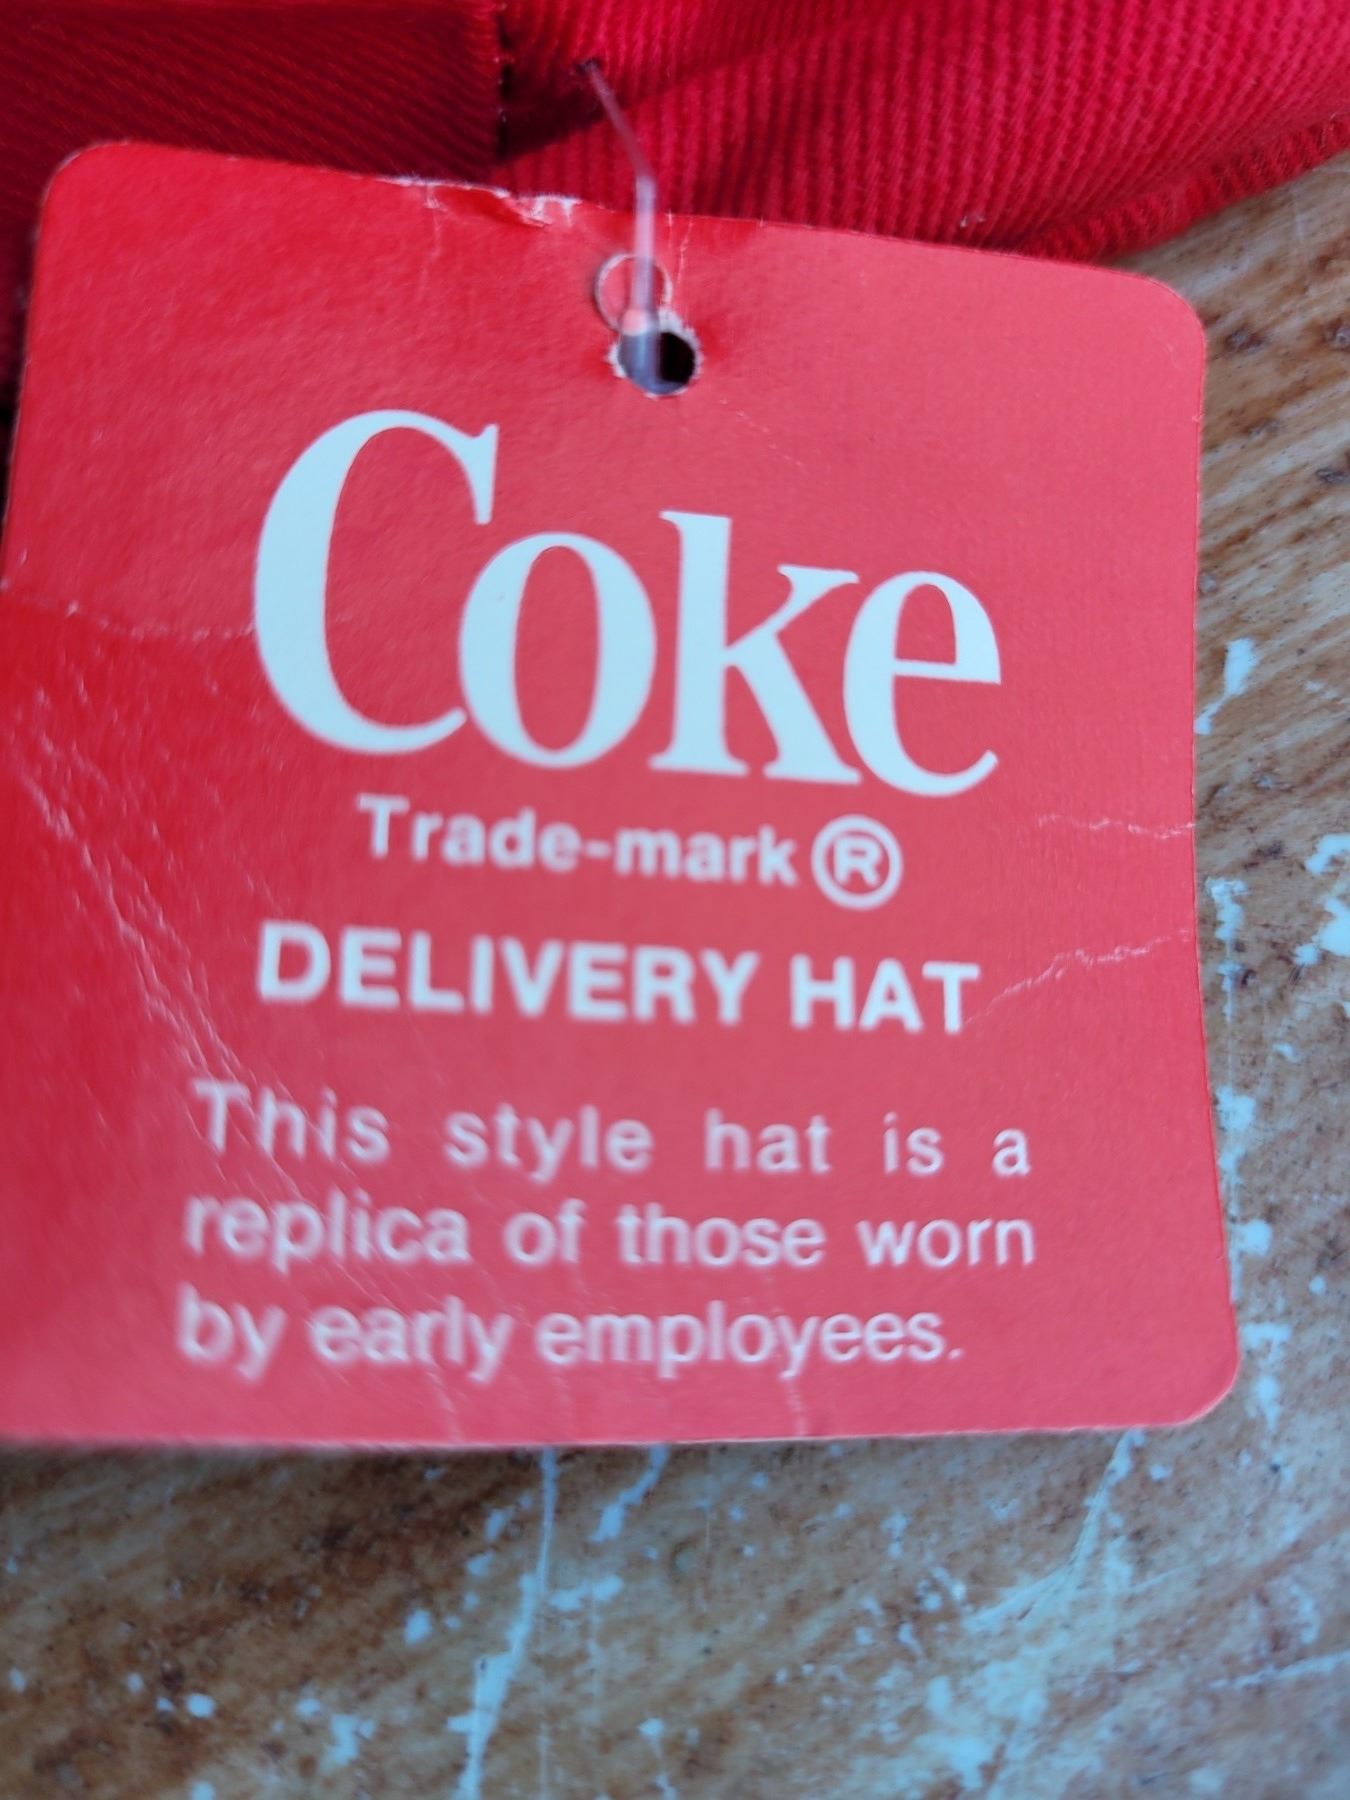 Coke
Trade-mark ®
DELIVERY HAT
This style hat is a
replica of those worn
by early employees.